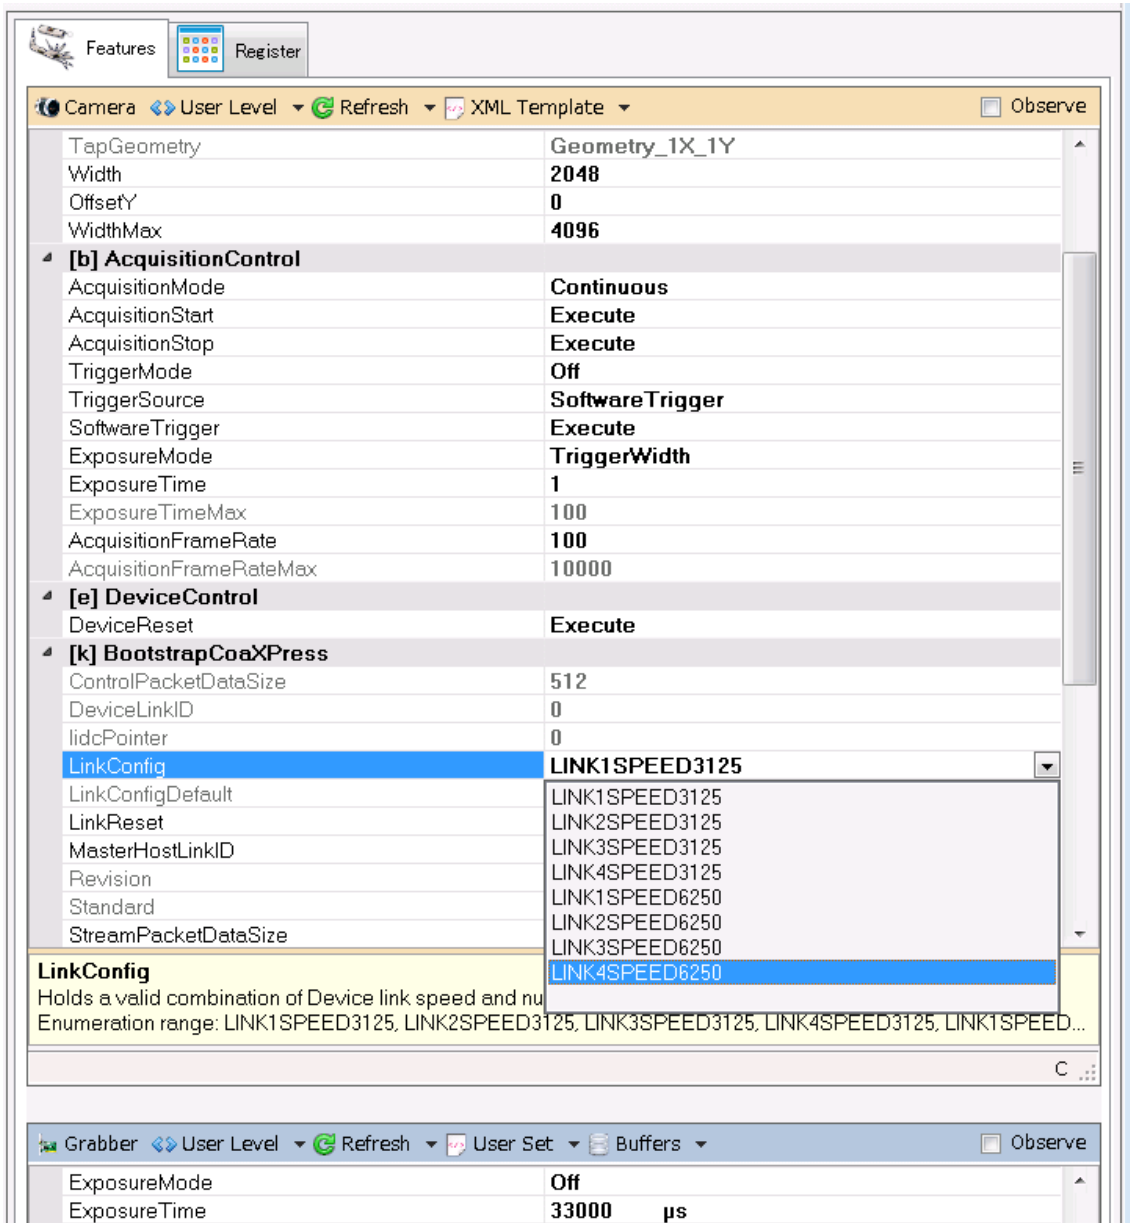 Features Register
Camera User Level Refresh XML Template Observe
TapGeometry Geometry_1X_1Y
Width 2048
OffsetY 0
WidthMax 4096
[b] AcquisitionControl
AcquisitionMode Continuous
AcquisitionStart Execute
AcquisitionStop Execute
TriggerMode Off
TriggerSource SoftwareTrigger
SoftwareTrigger Execute
ExposureMode TriggerWidth
ExposureTime 1
ExposureTimeMax 100
AcquisitionFrameRate 100
AcquisitionFrameRateMax 10000
[e] DeviceControl
DeviceReset Execute
[k] BootstrapCoaXPress
ControlPacketDataSize 512
DeviceLinkID 0
IidcPointer 0
LinkConfig LINK1SPEED3125
LinkConfigDefault LINK1SPEED3125
LinkReset LINK2SPEED3125
MasterHostLinkID LINK3SPEED3125
Revision LINK4SPEED3125
Standard LINK1SPEED6250
StreamPacketDataSize LINK2SPEED6250
LINK3SPEED6250
LINK4SPEED6250
LinkConfig
Holds a valid combination of Device link speed and nu
Enumeration range: LINK1SPEED3125, LINK2SPEED3125, LINK3SPEED3125, LINK4SPEED3125, LINK1SPEED...
C
Grabber User Level Refresh User Set Buffers Observe
ExposureMode Off
ExposureTime 33000 µs